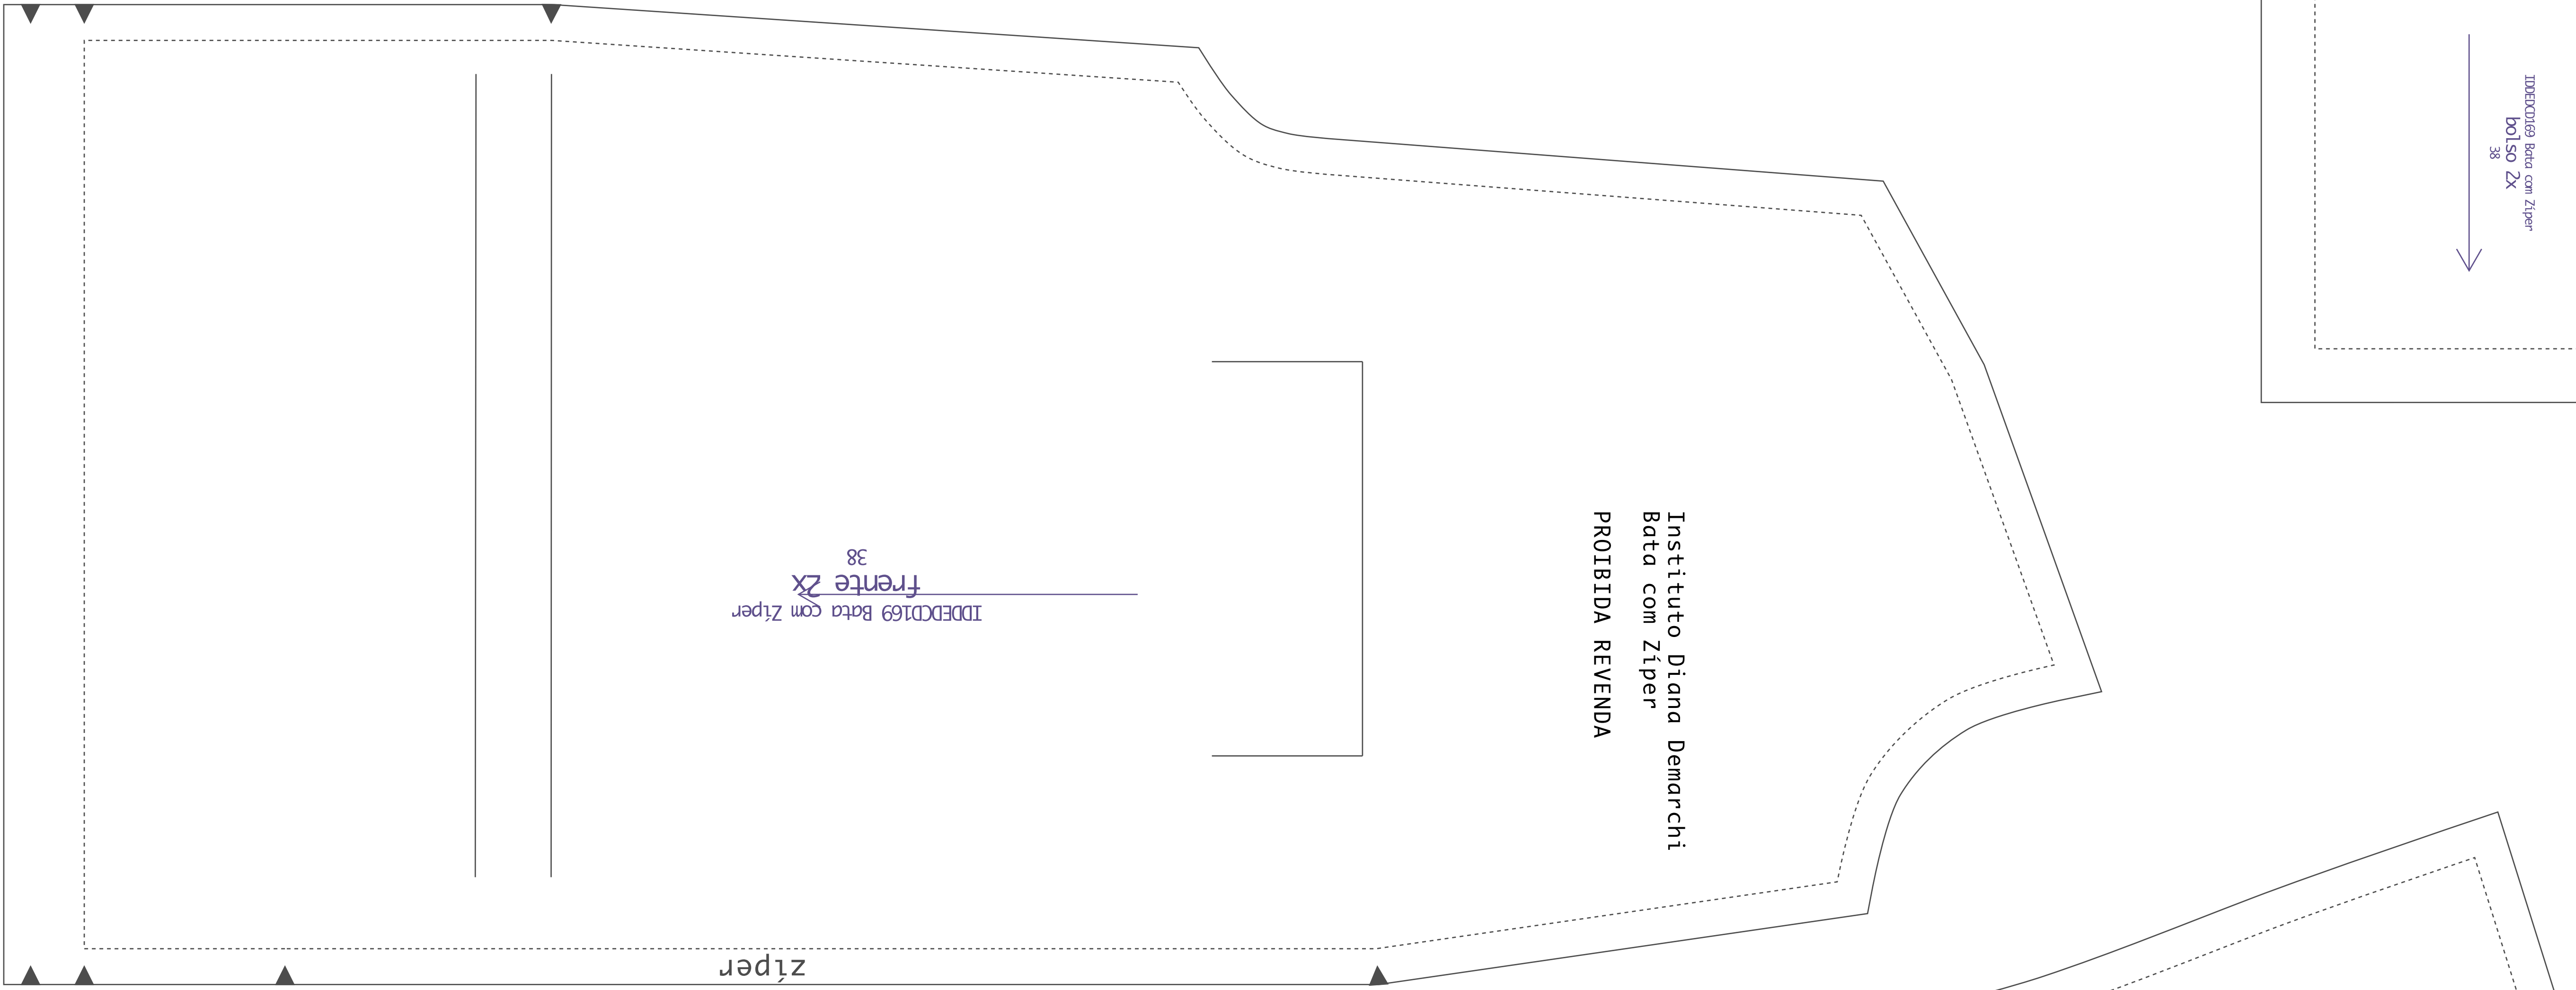 IDDEDCD169 Bata com Zíper
frente 2x
38
zíper
Instituto Diana Demarchi
Bata com Zíper
PROIBIDA REVENDA
IDDEDCD169 Bata com Zíper
bolso 2x
38